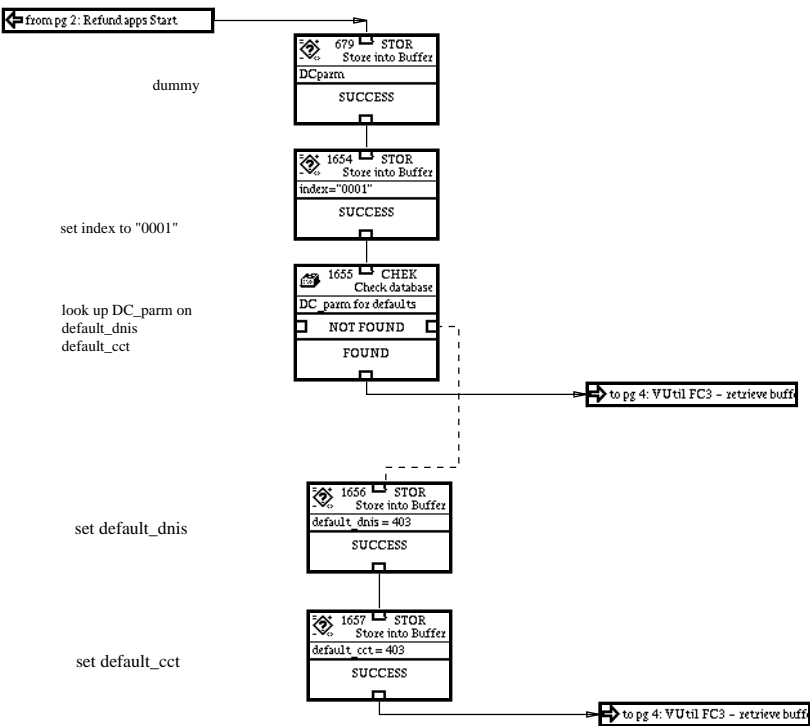 from pg 2: Refund apps Start
679 STOR
Store into Buffer
DCparm
dummy
SUCCESS
1654 STOR
Store into Buffer
index="0001"
SUCCESS
set index to "0001"
1655 CHEK
Check database
DC_parm for defaults
look up DC_parm on
default_dnis
default_cct
NOT FOUND
FOUND
to pg 4: VUtil FC3 – retrieve buff
1656 STOR
Store into Buffer
default_dnis = 403
set default_dnis
SUCCESS
1657 STOR
Store into Buffer
default_cct = 403
set default_cct
SUCCESS
to pg 4: VUtil FC3 – retrieve buff